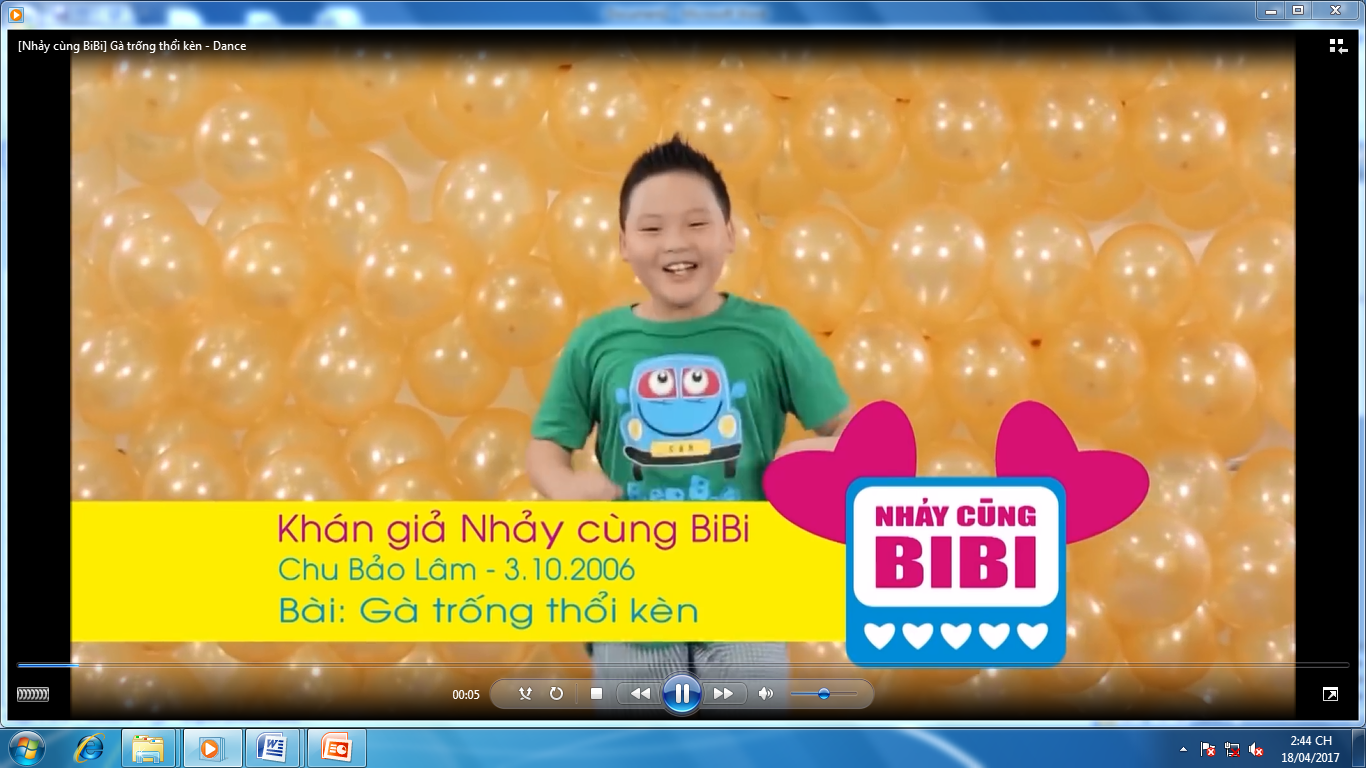 [Nhảy cùng BiBi] Gà trống thổi kèn - Dance
Khán giả Nhảy cùng BiBi
Chu Bảo Lâm - 3.10.2006
Bài: Gà trống thổi kèn
NHẢY CÙNG
BIBI
00:05
2:44 CH
18/04/2017